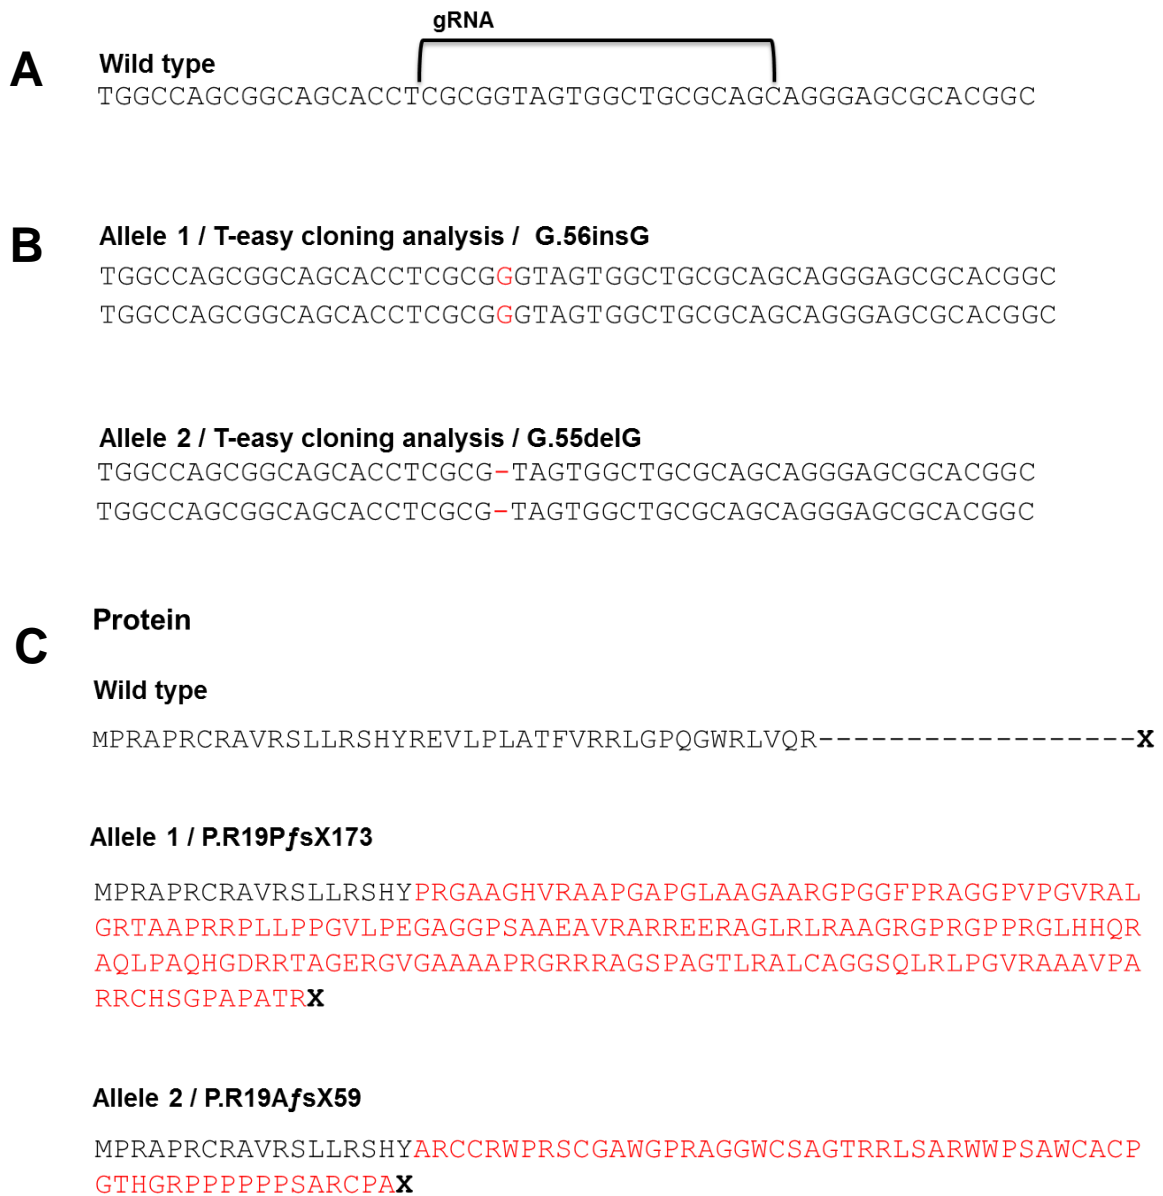 gRNA
A
Wild type
TGGCCAGCGGCAGCACCTCGCGGTAGTGGCTGCGCAGCAGGGAGCGCACGGC
B
Allele 1 / T-easy cloning analysis / G.56insG
TGGCCAGCGGCAGCACCTCGCGGGTAGTGGCTGCGCAGCAGGGAGCGCACGGC
TGGCCAGCGGCAGCACCTCGCGGGTAGTGGCTGCGCAGCAGGGAGCGCACGGC
Allele 2 / T-easy cloning analysis / G.55delG
TGGCCAGCGGCAGCACCTCGCG-TAGTGGCTGCGCAGCAGGGAGCGCACGGC
TGGCCAGCGGCAGCACCTCGCG-TAGTGGCTGCGCAGCAGGGAGCGCACGGC
C
Protein
Wild type
MPRAPRCRAVRSLLRSHYREVLPLATFVRRLGPQGWRLVQR------------------X
Allele 1 / P.R19PƒsX173
MPRAPRCRAVRSLLRSHYPRGAAGHVRAAPGAPGLAAGAARGPGGFPRAGGPVPGVRAL
GRTAAPRRPLLPPGVLPEGAGGPSAAEAVRARREERAGLRLRAAGRGPRGPPRGLHHQR
AQLPAQHGDRRTAGERGVGAAAAPRGRRRAGSPAGTLRALCAGGSQLRLPGVRAAAVPA
RRCHSGPAPATRX
Allele 2 / P.R19AƒsX59
MPRAPRCRAVRSLLRSHYARCCRWPRSCGAWGPRAGGWCSAGTRRLSARWWPSAWCACP
GTHGRPPPPPPSARCPAX